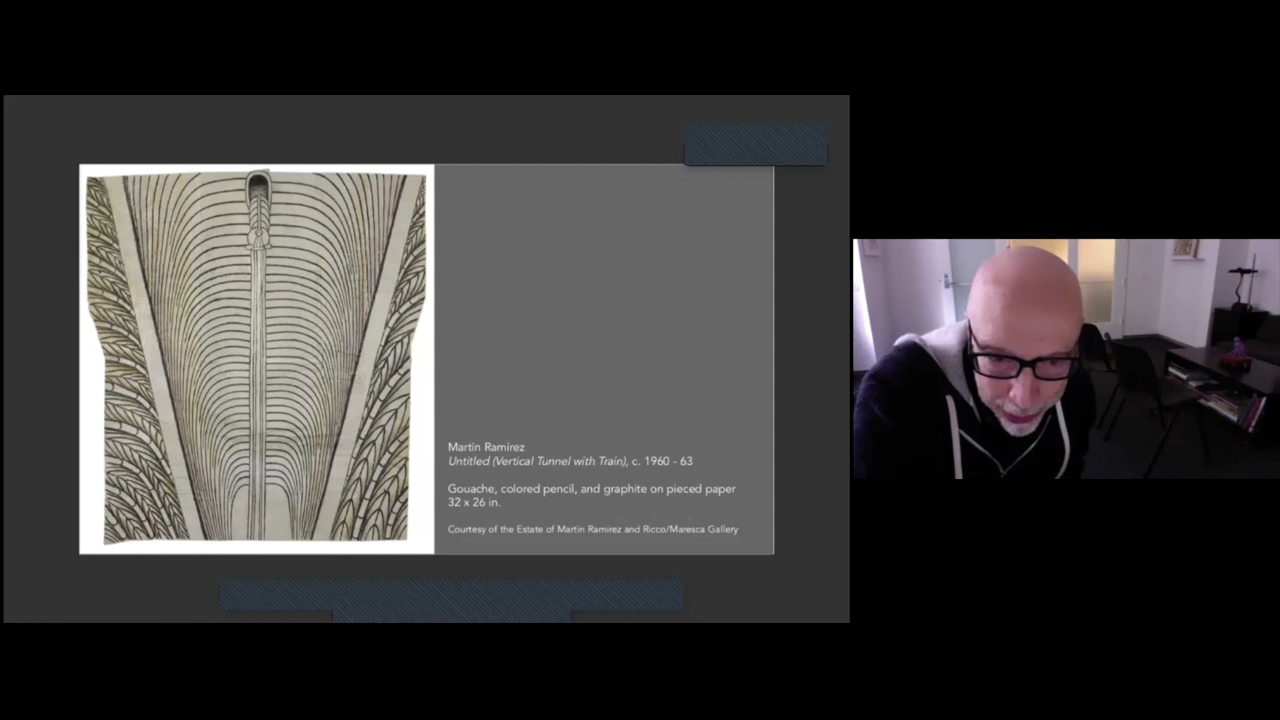 Martín Ramírez
Untitled (Vertical Tunnel with Train), c. 1960 - 63
Gouache, colored pencil, and graphite on pieced paper
32 x 26 in.
Courtesy of the Estate of Martín Ramírez and Ricco/Maresca Gallery